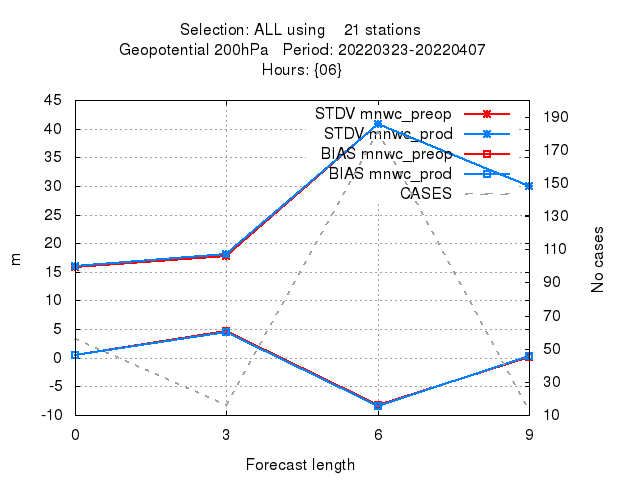 Selection: ALL using    21 stations
Geopotential 200hPa   Period: 20220323-20220407
Hours: {06}
45
40
35
30
25
20
15
10
5
0
-5
-10
m
STDV mnwc_preop
STDV mnwc_prod
BIAS mnwc_preop
BIAS mnwc_prod
CASES
190
170
150
130
110
90
70
50
30
10
No cases
0 3 6 9
Forecast length